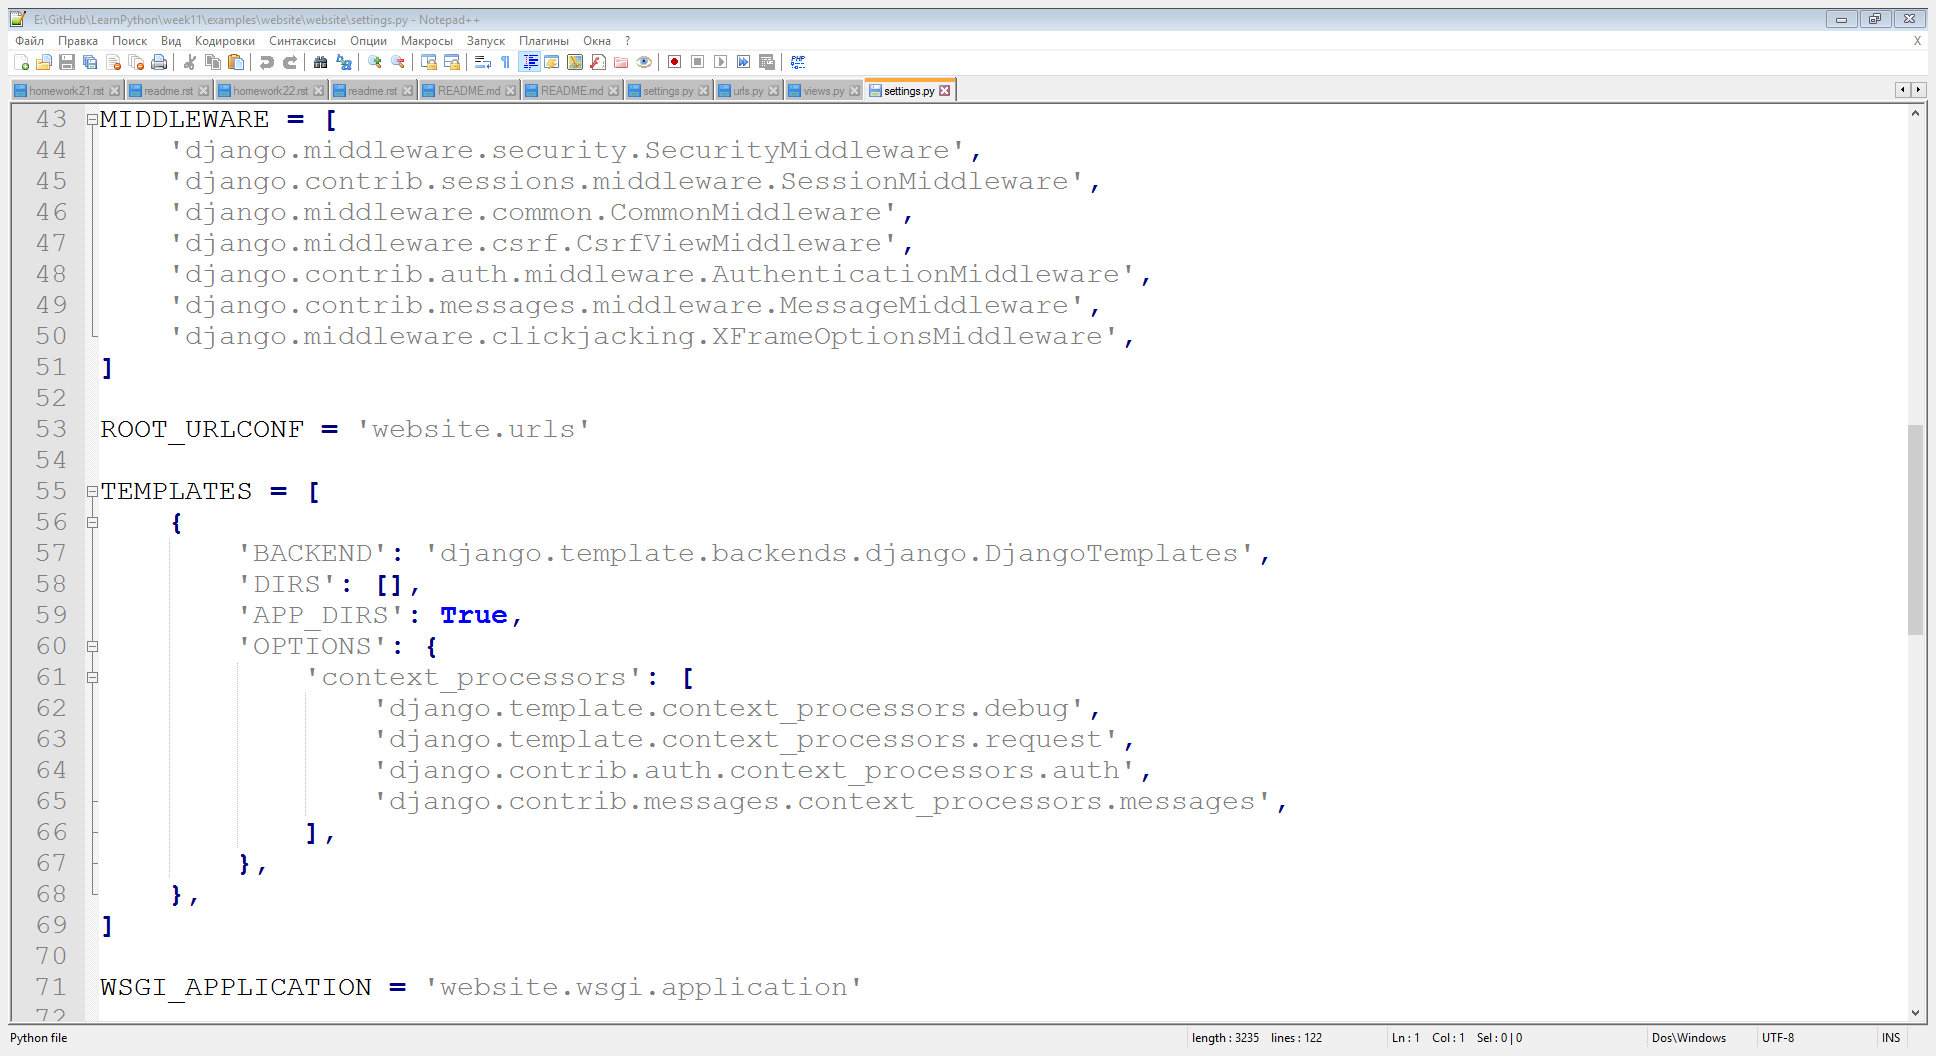 E:\GitHub\LearnPython\week11\examples\website\website\settings.py - Notepad++
Файл Правка Поиск Вид Кодировки Синтаксисы Опции Макросы Запуск Плагины Окна ? X
homework21.rst readme.rst homework22.rst readme.rst README.md README.md settings.py urls.py views.py settings.py
43 MIDDLEWARE = [
44 'django.middleware.security.SecurityMiddleware',
45 'django.contrib.sessions.middleware.SessionMiddleware',
46 'django.middleware.common.CommonMiddleware',
47 'django.middleware.csrf.CsrfViewMiddleware',
48 'django.contrib.auth.middleware.AuthenticationMiddleware',
49 'django.contrib.messages.middleware.MessageMiddleware',
50 'django.middleware.clickjacking.XFrameOptionsMiddleware',
51 ]
52
53 ROOT_URLCONF = 'website.urls'
54
55 TEMPLATES = [
56 {
57 'BACKEND': 'django.template.backends.django.DjangoTemplates',
58 'DIRS': [],
59 'APP_DIRS': True,
60 'OPTIONS': {
61 'context_processors': [
62 'django.template.context_processors.debug',
63 'django.template.context_processors.request',
64 'django.contrib.auth.context_processors.auth',
65 'django.contrib.messages.context_processors.messages',
66 ],
67 },
68 },
69 ]
70
71 WSGI_APPLICATION = 'website.wsgi.application'
72
Python file length : 3235 lines : 122 Ln : 1 Col : 1 Sel : 0 | 0 Dos\Windows UTF-8 INS